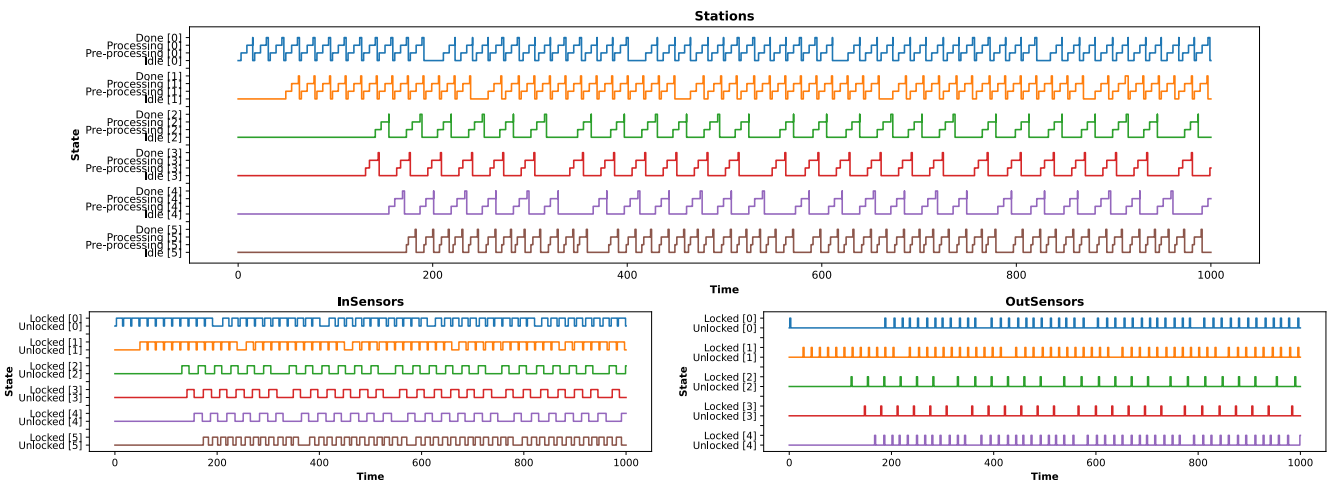 Stations
Done [0]
Processing [0]
Pre-processing [0]
Idle [0]
Done [1]
Processing [1]
Pre-processing [1]
Idle [1]
Done [2]
Processing [2]
Pre-processing [2]
Idle [2]
Done [3]
Processing [3]
Pre-processing [3]
Idle [3]
Done [4]
Processing [4]
Pre-processing [4]
Idle [4]
Done [5]
Processing [5]
Pre-processing [5]
Idle [5]
State
0 200 400 600 800 1000
Time
InSensors
Locked [0]
Unlocked [0]
Locked [1]
Unlocked [1]
Locked [2]
Unlocked [2]
Locked [3]
Unlocked [3]
Locked [4]
Unlocked [4]
Locked [5]
Unlocked [5]
State
0 200 400 600 800 1000
Time
OutSensors
Locked [0]
Unlocked [0]
Locked [1]
Unlocked [1]
Locked [2]
Unlocked [2]
Locked [3]
Unlocked [3]
Locked [4]
Unlocked [4]
State
0 200 400 600 800 1000
Time